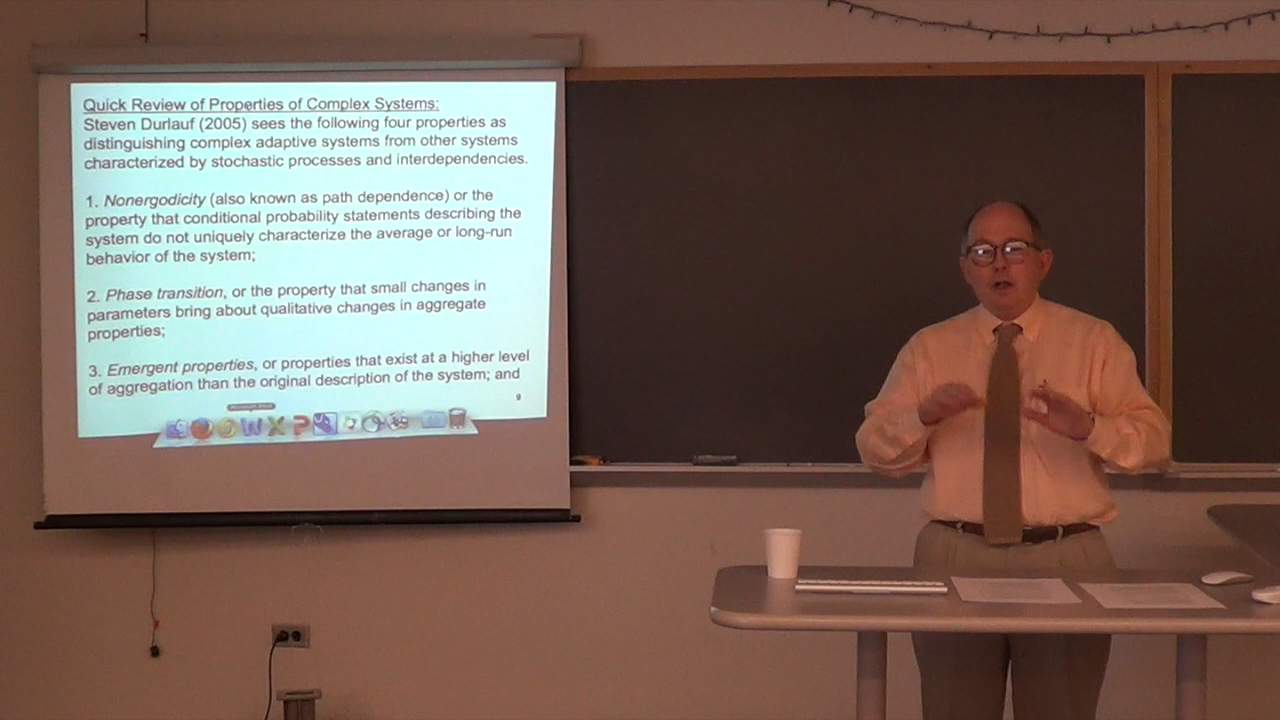 Quick Review of Properties of Complex Systems:
Steven Durlauf (2005) sees the following four properties as
distinguishing complex adaptive systems from other systems
characterized by stochastic processes and interdependencies.
1. Nonergodicity (also known as path dependence) or the
property that conditional probability statements describing the
system do not uniquely characterize the average or long-run
behavior of the system;
2. Phase transition, or the property that small changes in
parameters bring about qualitative changes in aggregate
properties;
3. Emergent properties, or properties that exist at a higher level
of aggregation than the original description of the system; and
9